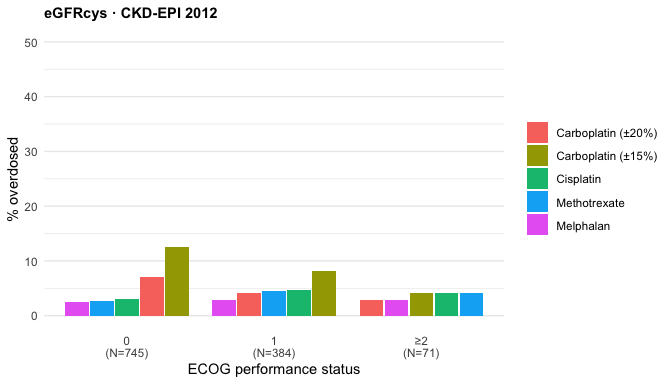 eGFRcys · CKD-EPI 2012
50
40
30
20
10
0
% overdosed
0
(N=745)
1
(N=384)
≥2
(N=71)
ECOG performance status
Carboplatin (±20%)
Carboplatin (±15%)
Cisplatin
Methotrexate
Melphalan